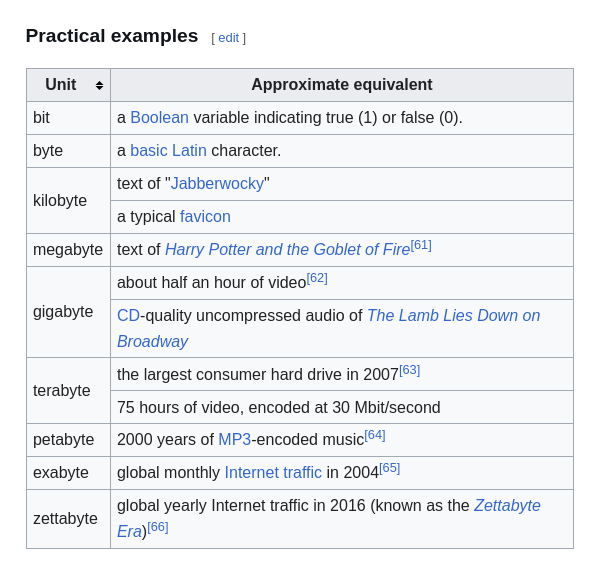 Practical examples [ edit ]
Unit Approximate equivalent
bit a Boolean variable indicating true (1) or false (0).
byte a basic Latin character.
kilobyte text of "Jabberwocky"
a typical favicon
megabyte text of Harry Potter and the Goblet of Fire[61]
gigabyte about half an hour of video[62]
CD-quality uncompressed audio of The Lamb Lies Down on
Broadway
terabyte the largest consumer hard drive in 2007[63]
75 hours of video, encoded at 30 Mbit/second
petabyte 2000 years of MP3-encoded music[64]
exabyte global monthly Internet traffic in 2004[65]
zettabyte global yearly Internet traffic in 2016 (known as the Zettabyte
Era)[66]